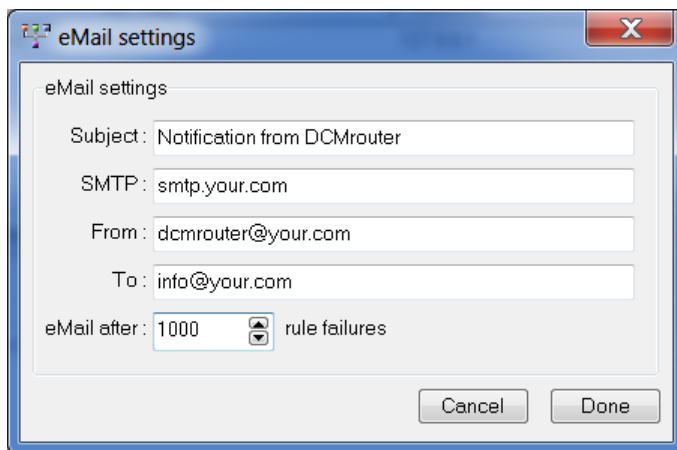 eMail settings
eMail settings
Subject : Notification from DCMrouter
SMTP : smtp.your.com
From : dcmrouter@your.com
To : info@your.com
eMail after : 1000 rule failures
Cancel Done